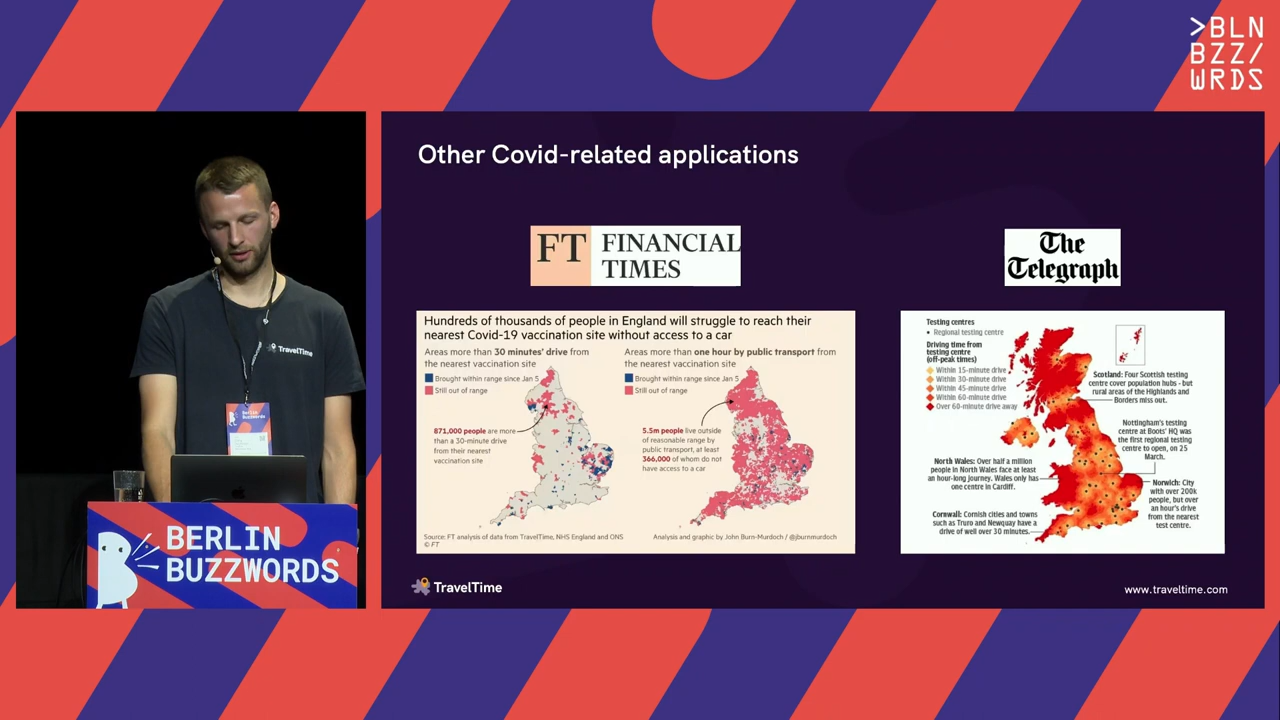 >BLN
BZZ/
WRDS
Other Covid-related applications
FT FINANCIAL
TIMES
The
Telegraph
Hundreds of thousands of people in England will struggle to reach their
nearest Covid-19 vaccination site without access to a car
Areas more than 30 minutes' drive from
the nearest vaccination site
Brought within range since Jan 5
Still out of range
871,000 people are more
than a 30-minute drive
from their nearest
vaccination site
Areas more than one hour by public transport from
the nearest vaccination site
Brought within range since Jan 5
Still out of range
5.5m people live outside
of reasonable range by
public transport, at least
366,000 of whom do not
have access to a car
Source: FT analysis of data from TravelTime, NHS England and ONS
© FT
Analysis and graphic by John Burn-Murdoch / @jburnmurdoch
Testing centres
Regional testing centre
Driving time from
testing centre
(off-peak times)
Within 15-minute drive
Within 30-minute drive
Within 45-minute drive
Within 60-minute drive
Over 60-minute drive away
Scotland: Four Scottish testing
centre cover population hubs - but
rural areas of the Highlands and
Borders miss out.
Nottingham's testing
centre at Boots' HQ was
the first regional testing
centre to open, on 25
March.
North Wales: Over half a million
people in North Wales face at least
an hour-long journey. Wales only has
one centre in Cardiff.
Norwich: City
with over 200k
people, but over
an hour's drive
from the nearest
test centre.
Cornwall: Cornish cities and towns
such as Truro and Newquay have a
drive of well over 30 minutes.
TravelTime
www.traveltime.com
TravelTime
BERLIN
BUZZWORDS
BERLIN
BUZZWORDS